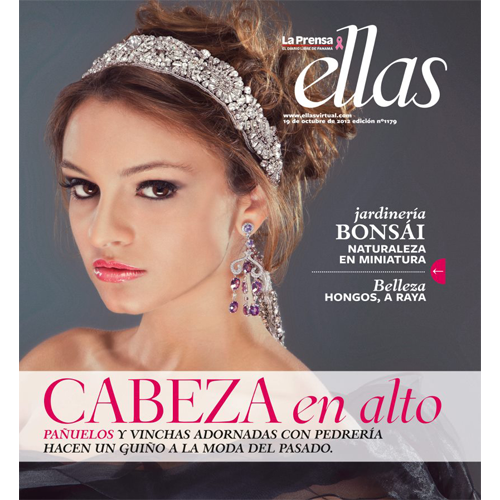 La Prensa
EL DIARIO LIBRE DE PANAMÁ
ellas
www.ellasvirtual.com
19 de octubre de 2012 edición nº1179
jardinería
BONSÁI
NATURALEZA
EN MINIATURA
Belleza
HONGOS, A RAYA
CABEZA en alto
PAÑUELOS Y VINCHAS ADORNADAS CON PEDRERÍA
HACEN UN GUIÑO A LA MODA DEL PASADO.